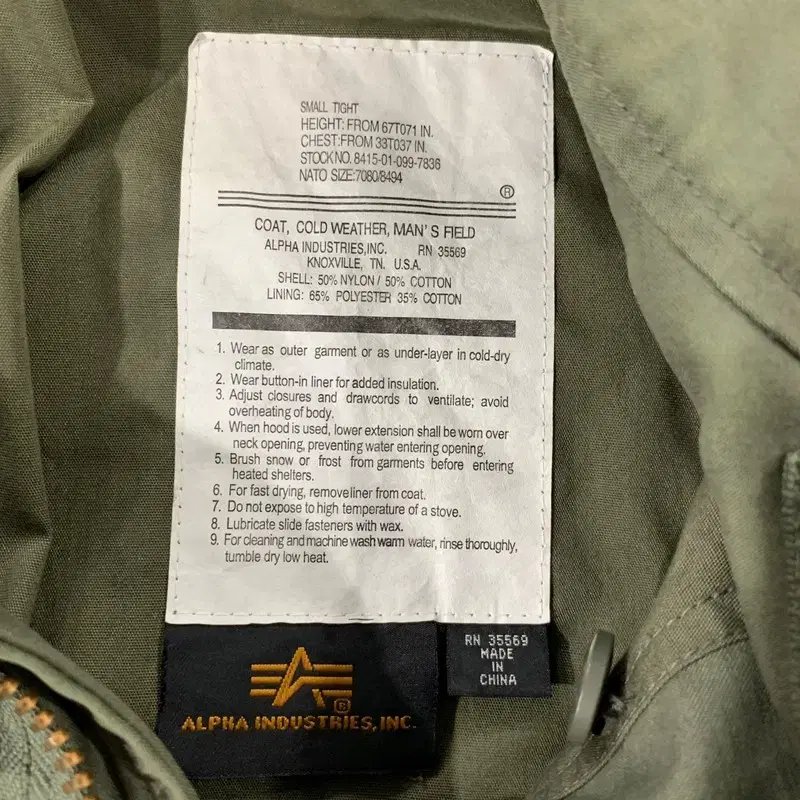 SMALL TIGHT
HEIGHT: FROM 67T071 IN.
CHEST:FROM 33T037 IN.
STOCK NO. 8415-01-099-7836
NATO SIZE:7080/8494
®
COAT, COLD WEATHER, MAN'S FIELD
ALPHA INDUSTRIES,INC. RN 35569
KNOXVILLE, TN. U.S.A.
SHELL: 50% NYLON / 50% COTTON
LINING: 65% POLYESTER 35% COTTON
1. Wear as outer garment or as under-layer in cold-dry
climate.
2. Wear button-in liner for added insulation.
3. Adjust closures and drawcords to ventilate; avoid
overheating of body.
4. When hood is used, lower extension shall be worn over
neck opening, preventing water entering opening.
5. Brush snow or frost from garments before entering
heated shelters.
6. For fast drying, removeliner from coat.
7. Do not expose to high temperature of a stove.
8. Lubricate slide fasteners with wax.
9. For cleaning and machine wash warm water, rinse thoroughly,
tumble dry low heat.
®
ALPHA INDUSTRIES, INC.
RN 35569
MADE
IN
CHINA